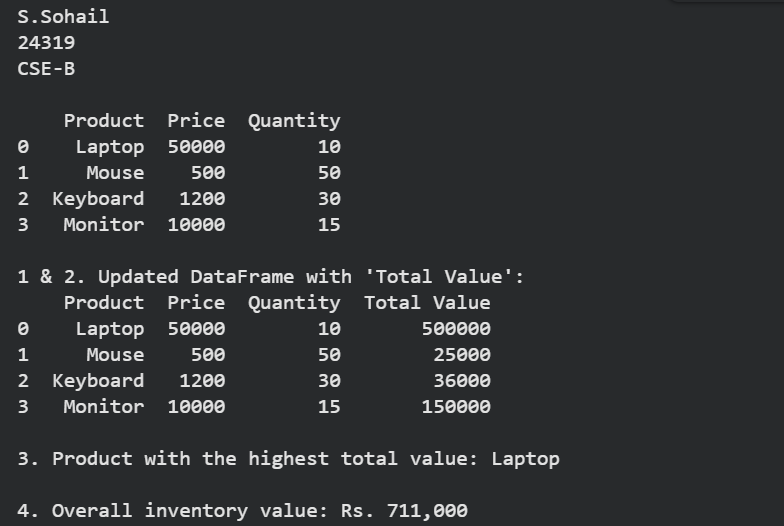 S.Sohail
24319
CSE-B
Product Price Quantity
0 Laptop 50000 10
1 Mouse 500 50
2 Keyboard 1200 30
3 Monitor 10000 15
1 & 2. Updated DataFrame with 'Total Value':
Product Price Quantity Total Value
0 Laptop 50000 10 500000
1 Mouse 500 50 25000
2 Keyboard 1200 30 36000
3 Monitor 10000 15 150000
3. Product with the highest total value: Laptop
4. Overall inventory value: Rs. 711,000